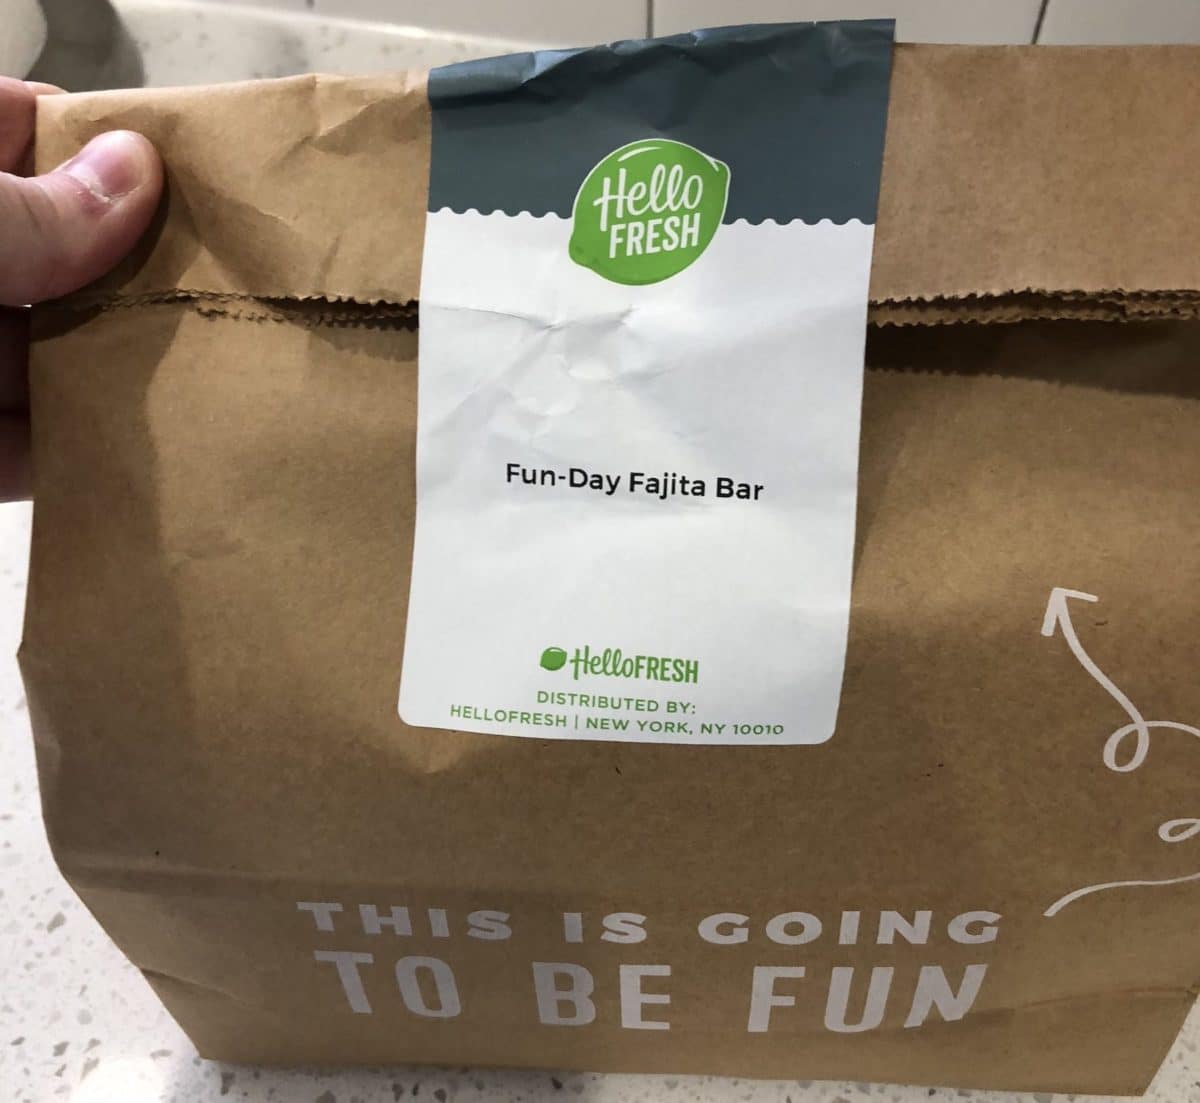 Hello
FRESH
Fun-Day Fajita Bar
HelloFRESH
DISTRIBUTED BY:
HELLOFRESH | NEW YORK, NY 10010
THIS IS GOING
TO BE FUN